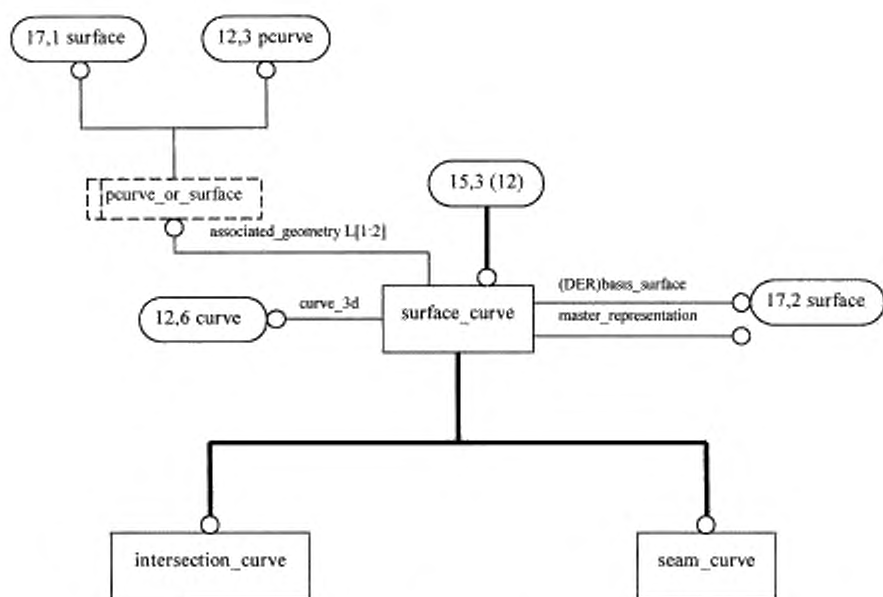 17,1 surface
12,3 pcurve
pcurve_or_surface
15,3 (12)
associated_geometry L[1:2]
(DER)basis_surface
17,2 surface
curve_3d
12,6 curve
surface_curve
master_representation
intersection_curve
seam_curve